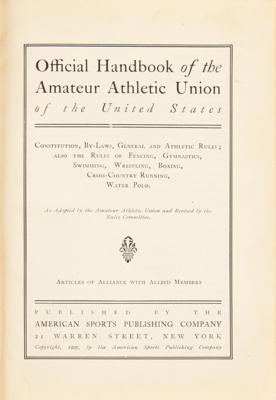 Official Handbook of the
Amateur Athletic Union
of the United States
Constitution, By-Laws, General and Athletic Rules;
also the Rules of Fencing, Gymnastics,
Swimming, Wrestling, Boxing,
Cross-Country Running,
Water Polo.
As Adopted by the Amateur Athletic Union and Revised by the
Rules Committee.
Articles of Alliance with Allied Members
PUBLISHED BY THE
AMERICAN SPORTS PUBLISHING COMPANY
21 WARREN STREET, NEW YORK
Copyright, by the American Sports Publishing Company